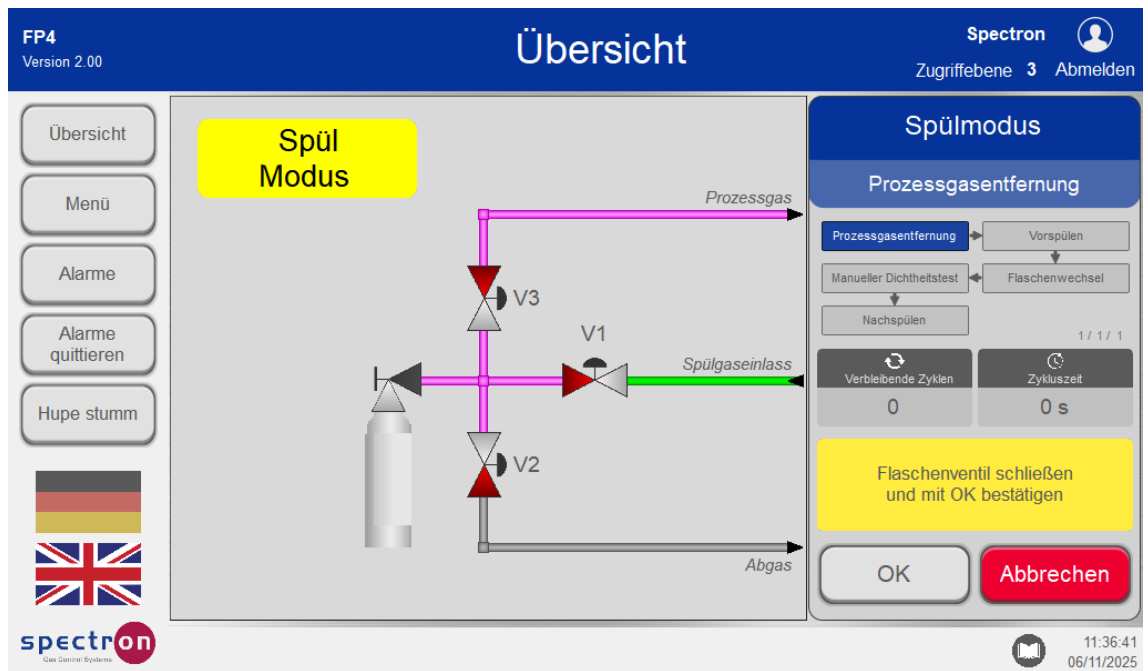 FP4
Version 2.00
Übersicht
Spectron
Zugriffebene 3 Abmelden
Übersicht
Menü
Alarme
Alarme
quittieren
Hupe stumm
Spül
Modus
Prozessgas
V3
V1
Spülgaseinlass
V2
Abgas
Spülmodus
Prozessgasentfernung
Prozessgasentfernung
Vorspülen
Manueller Dichtheitstest
Flaschenwechsel
Nachspülen
1 / 1 / 1
Verbleibende Zyklen
Zykluszeit
0
0 s
Flaschenventil schließen
und mit OK bestätigen
OK
Abbrechen
spectron
Gas Control Systems
11:36:41
06/11/2025